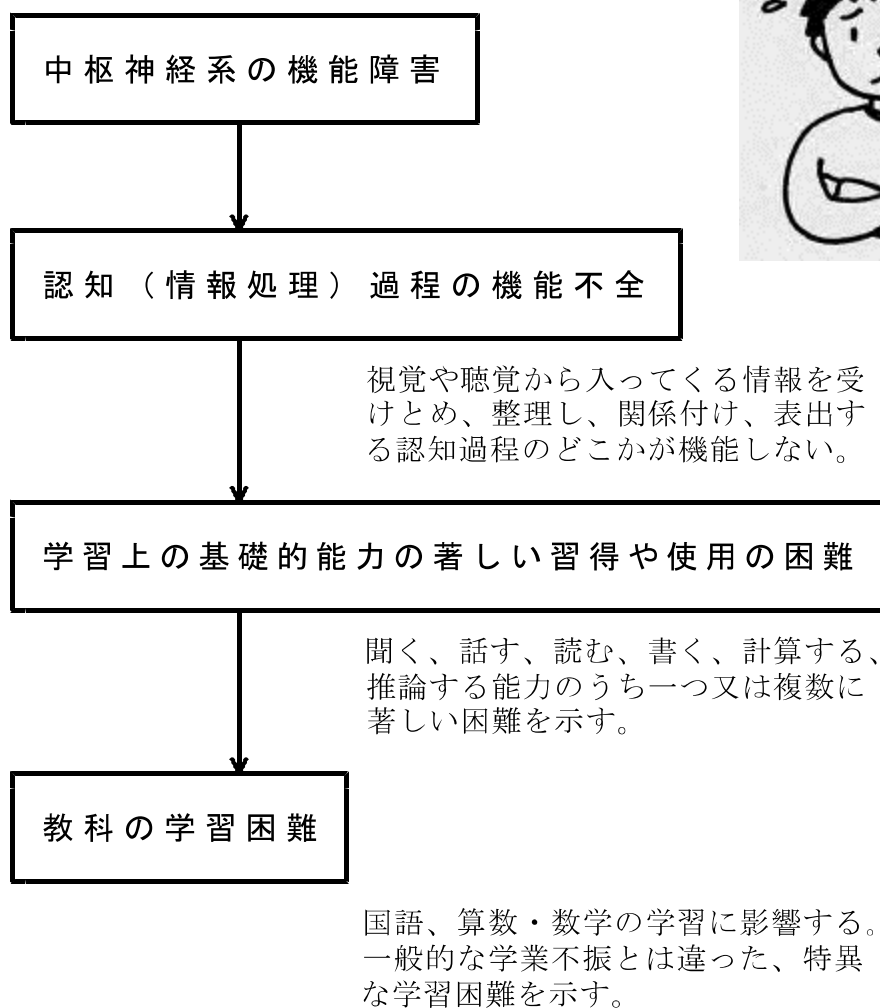 中枢神経系の機能障害
認知（情報処理）過程の機能不全
視覚や聴覚から入ってくる情報を受
けとめ、整理し、関係付け、表出す
る認知過程のどこかが機能しない。
学習上の基礎的能力の著しい習得や使用の困難
聞く、話す、読む、書く、計算する、
推論する能力のうち一つ又は複数に
著しい困難を示す。
教科の学習困難
国語、算数・数学の学習に影響する。
一般的な学業不振とは違った、特異
な学習困難を示す。